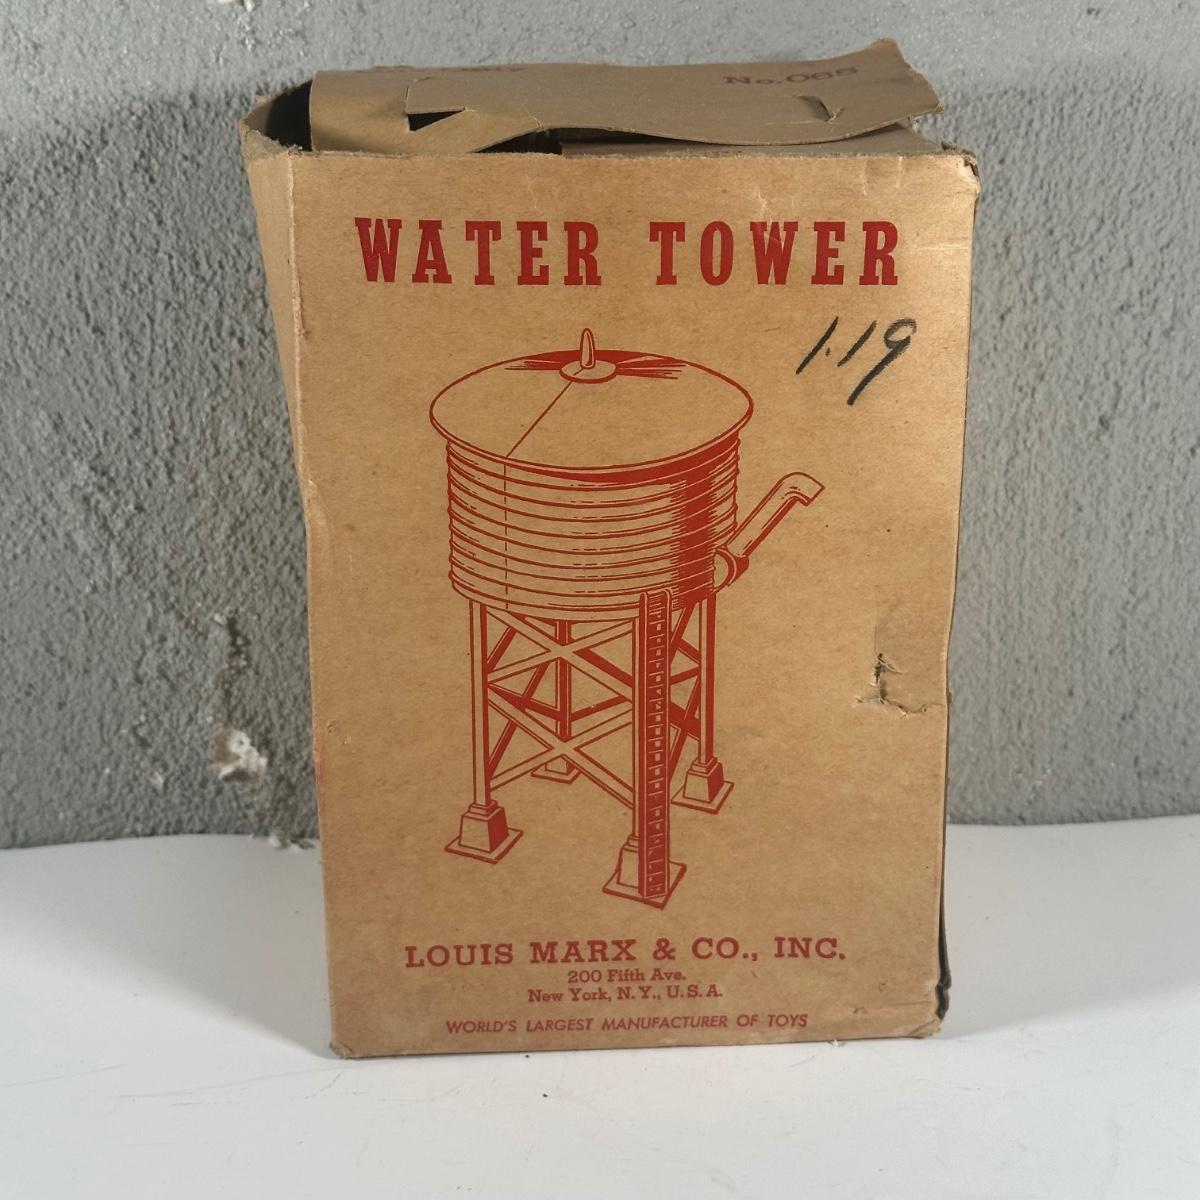 No.065
WATER TOWER
1.19
LOUIS MARX & CO., INC.
200 Fifth Ave.
New York, N. Y., U. S. A.
WORLD'S LARGEST MANUFACTURER OF TOYS